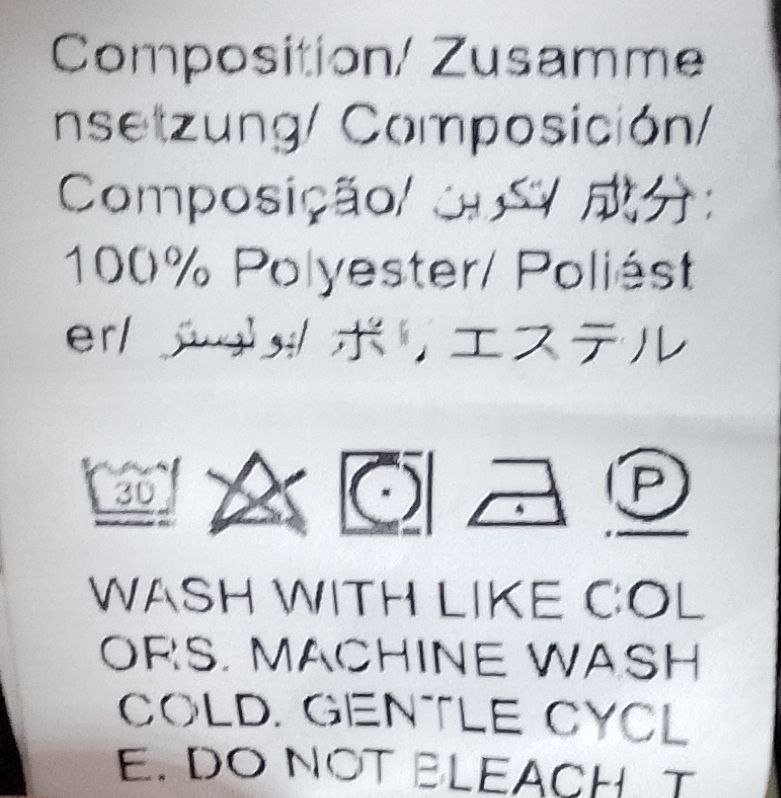 Composition/ Zusamme
nsetzung/ Composición/
Composição/ التكوين 成分:
100% Polyester/ Poliést
er/ بوليستر/ ポリエステル
30
P
WASH WITH LIKE COL
ORS. MACHINE WASH
COLD. GENTLE CYCL
E. DO NOT BLEACH. T